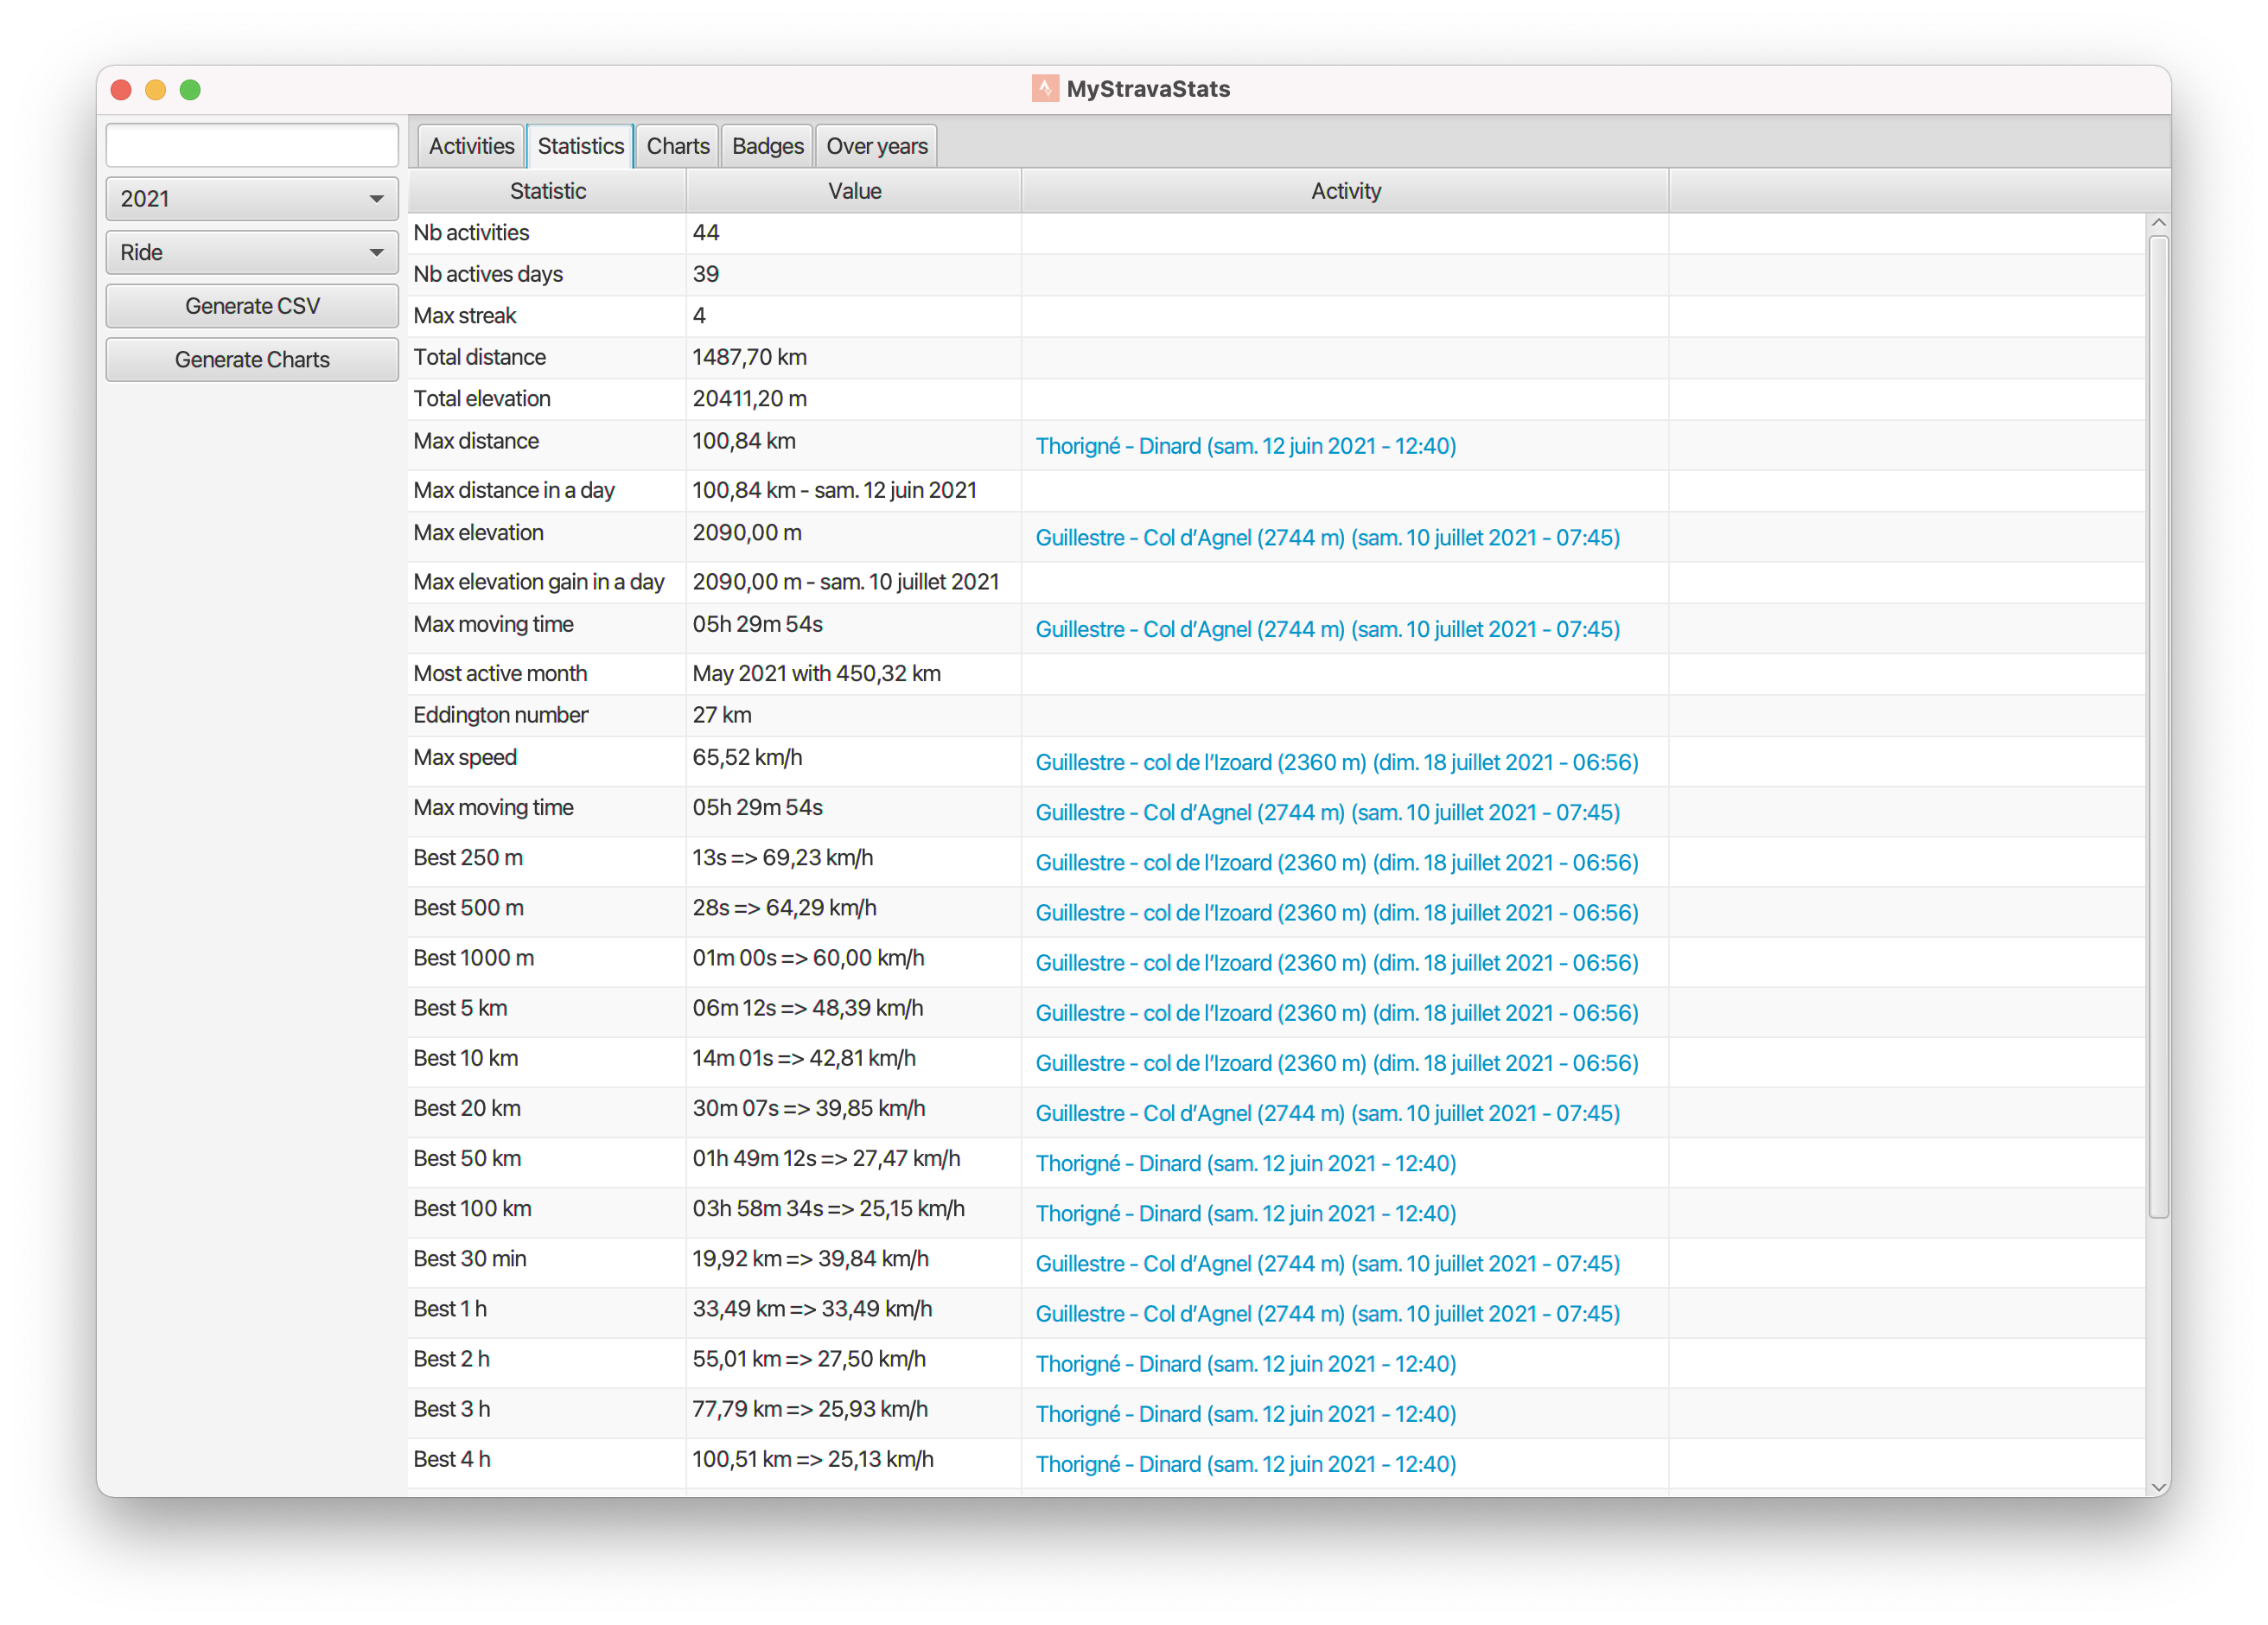 MyStravaStats
2021
Ride
Generate CSV
Generate Charts
Activities Statistics Charts Badges Over years
Statistic Value Activity
Nb activities 44
Nb actives days 39
Max streak 4
Total distance 1487,70 km
Total elevation 20411,20 m
Max distance 100,84 km Thorigné - Dinard (sam. 12 juin 2021 - 12:40)
Max distance in a day 100,84 km - sam. 12 juin 2021
Max elevation 2090,00 m Guillestre - Col d’Agnel (2744 m) (sam. 10 juillet 2021 - 07:45)
Max elevation gain in a day 2090,00 m - sam. 10 juillet 2021
Max moving time 05h 29m 54s Guillestre - Col d’Agnel (2744 m) (sam. 10 juillet 2021 - 07:45)
Most active month May 2021 with 450,32 km
Eddington number 27 km
Max speed 65,52 km/h Guillestre - col de l’Izoard (2360 m) (dim. 18 juillet 2021 - 06:56)
Max moving time 05h 29m 54s Guillestre - Col d’Agnel (2744 m) (sam. 10 juillet 2021 - 07:45)
Best 250 m 13s => 69,23 km/h Guillestre - col de l’Izoard (2360 m) (dim. 18 juillet 2021 - 06:56)
Best 500 m 28s => 64,29 km/h Guillestre - col de l’Izoard (2360 m) (dim. 18 juillet 2021 - 06:56)
Best 1000 m 01m 00s => 60,00 km/h Guillestre - col de l’Izoard (2360 m) (dim. 18 juillet 2021 - 06:56)
Best 5 km 06m 12s => 48,39 km/h Guillestre - col de l’Izoard (2360 m) (dim. 18 juillet 2021 - 06:56)
Best 10 km 14m 01s => 42,81 km/h Guillestre - col de l’Izoard (2360 m) (dim. 18 juillet 2021 - 06:56)
Best 20 km 30m 07s => 39,85 km/h Guillestre - Col d’Agnel (2744 m) (sam. 10 juillet 2021 - 07:45)
Best 50 km 01h 49m 12s => 27,47 km/h Thorigné - Dinard (sam. 12 juin 2021 - 12:40)
Best 100 km 03h 58m 34s => 25,15 km/h Thorigné - Dinard (sam. 12 juin 2021 - 12:40)
Best 30 min 19,92 km => 39,84 km/h Guillestre - Col d’Agnel (2744 m) (sam. 10 juillet 2021 - 07:45)
Best 1 h 33,49 km => 33,49 km/h Guillestre - Col d’Agnel (2744 m) (sam. 10 juillet 2021 - 07:45)
Best 2 h 55,01 km => 27,50 km/h Thorigné - Dinard (sam. 12 juin 2021 - 12:40)
Best 3 h 77,79 km => 25,93 km/h Thorigné - Dinard (sam. 12 juin 2021 - 12:40)
Best 4 h 100,51 km => 25,13 km/h Thorigné - Dinard (sam. 12 juin 2021 - 12:40)